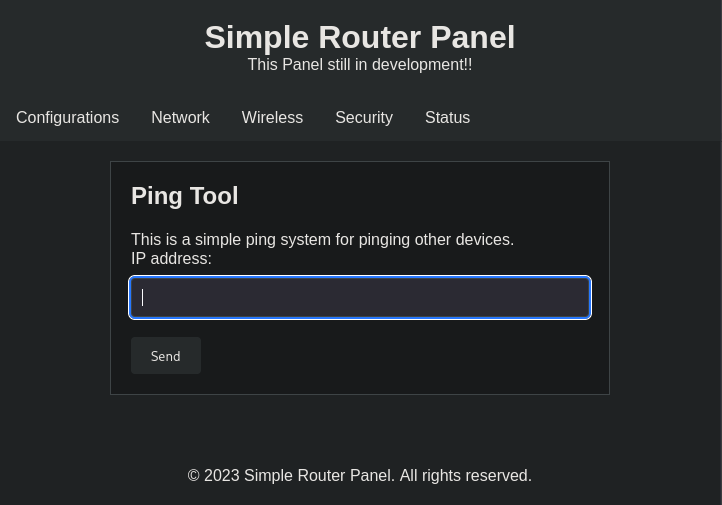 Simple Router Panel
This Panel still in development!!
Configurations Network Wireless Security Status
Ping Tool
This is a simple ping system for pinging other devices.
IP address:
Send
© 2023 Simple Router Panel. All rights reserved.